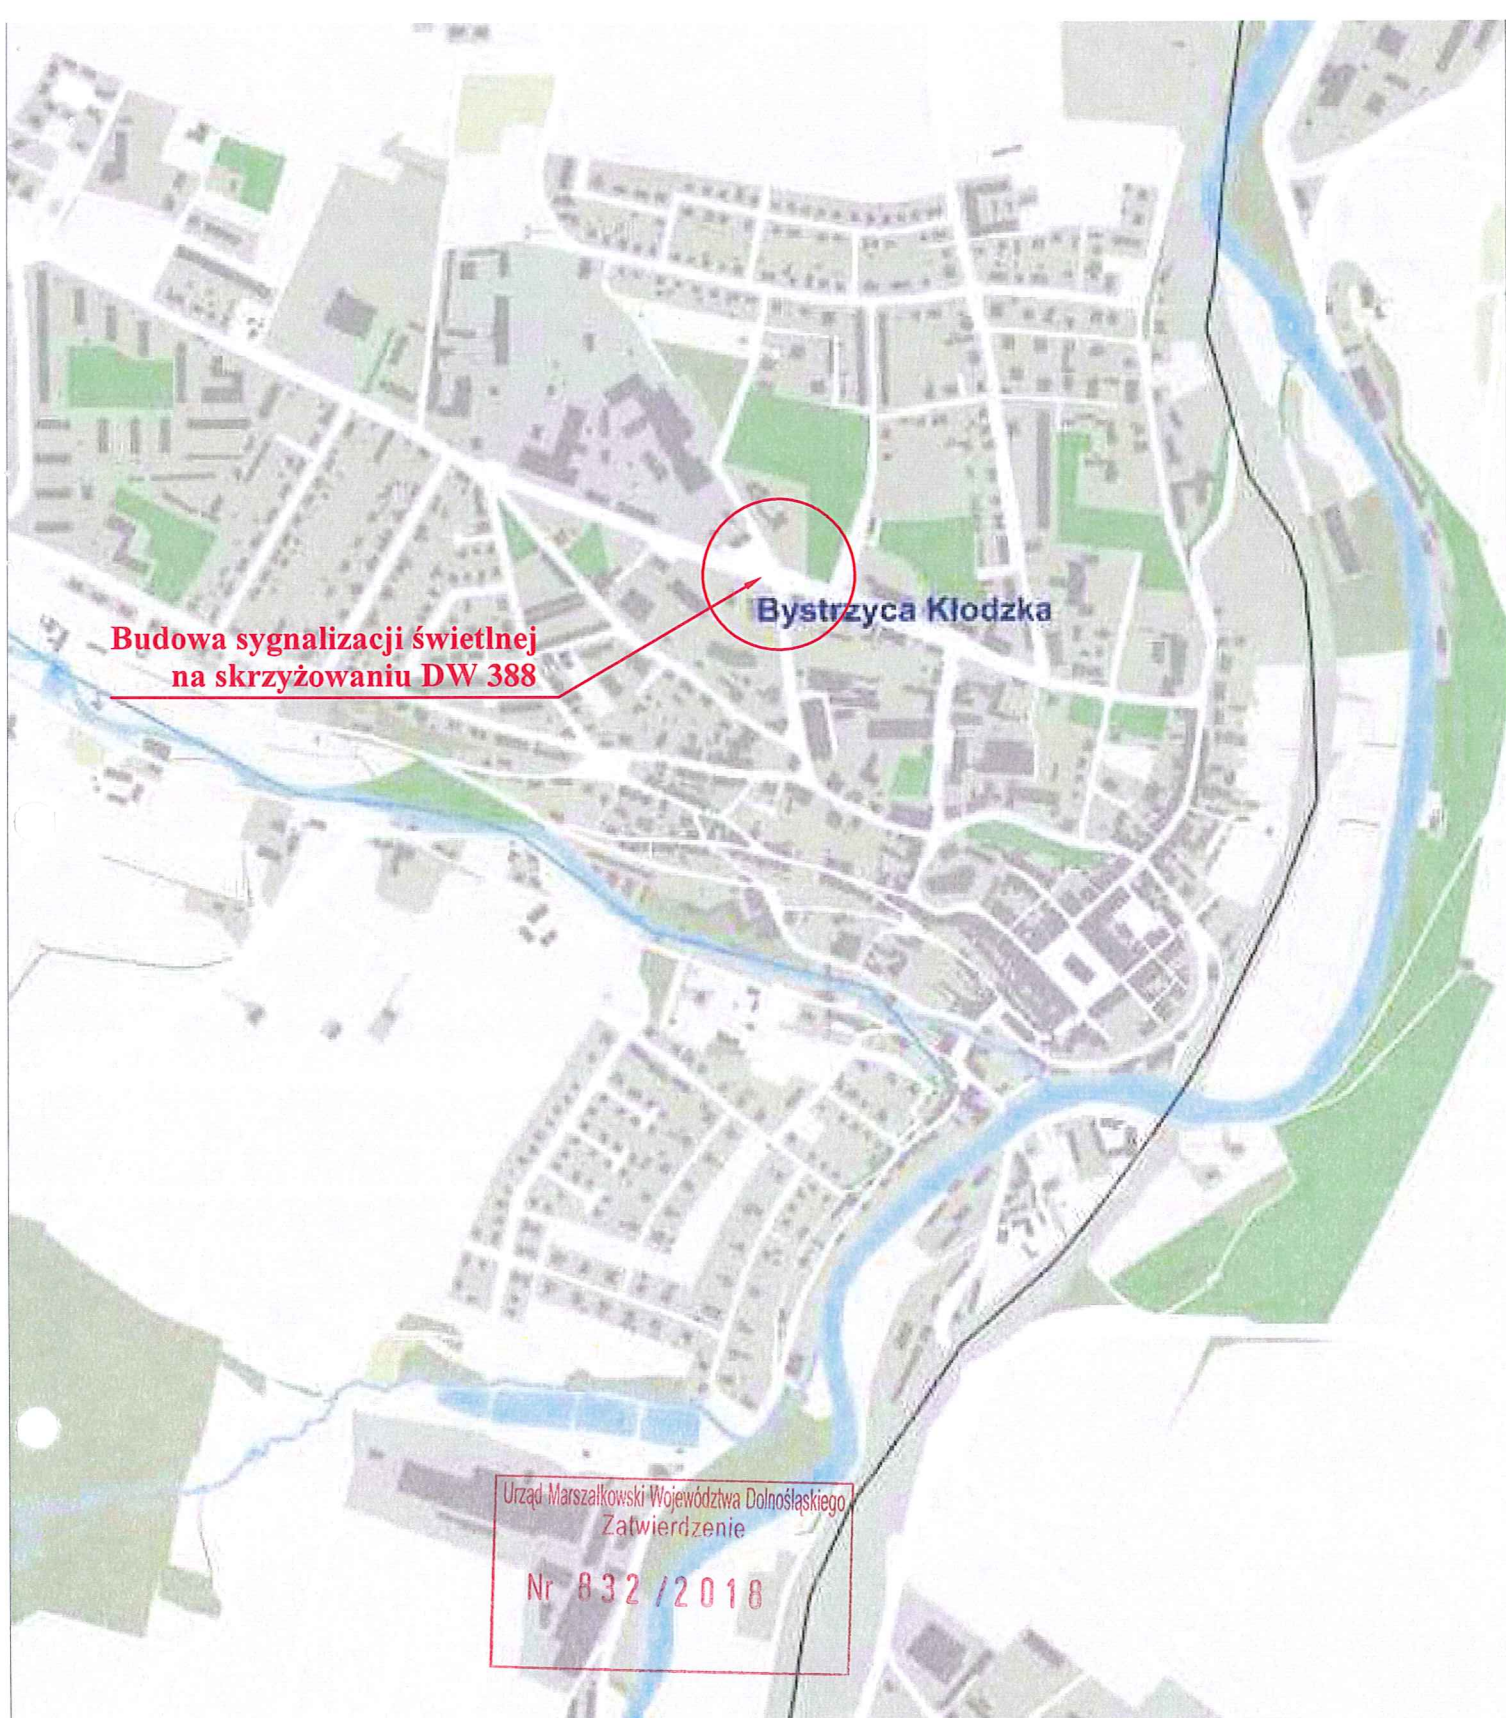 Bystrzyca Kłodzka
Budowa sygnalizacji świetlnej
na skrzyżowaniu DW 388
Urząd Marszałkowski Województwa Dolnośląskiego
Zatwierdzenie
Nr 832/2018